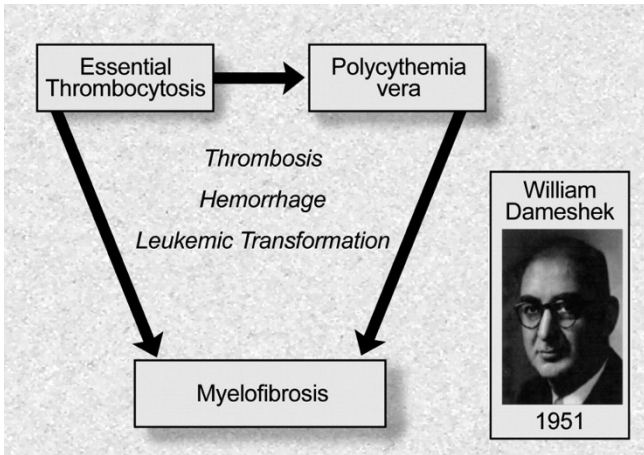 Essential
Thrombocytosis
Polycythemia
vera
Thrombosis
Hemorrhage
Leukemic Transformation
William
Dameshek
1951
Myelofibrosis